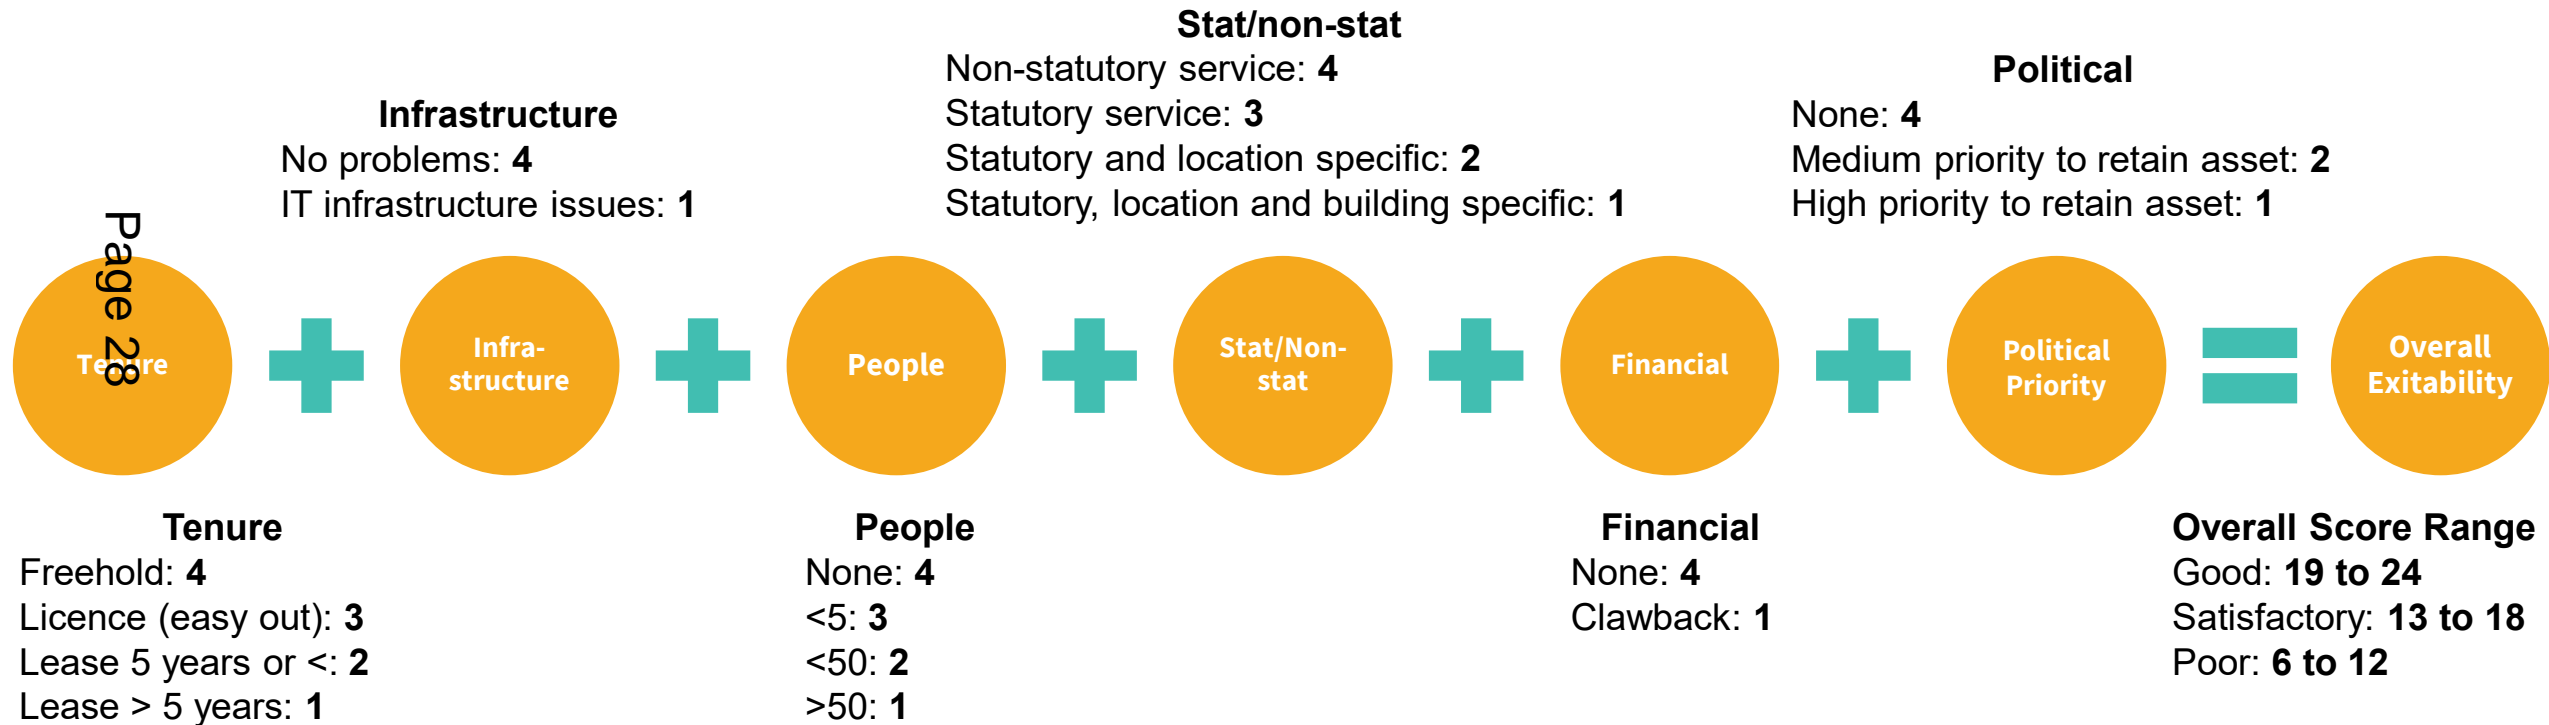 Stat/non-stat
Non-statutory service: 4
Statutory service: 3
Statutory and location specific: 2
Statutory, location and building specific: 1
Political
None: 4
Medium priority to retain asset: 2
High priority to retain asset: 1
Infrastructure
No problems: 4
IT infrastructure issues: 1
Page 28
Tenure
Infra-
structure
People
Stat/Non-
stat
Financial
Political
Priority
Overall
Exitability
Tenure
Freehold: 4
Licence (easy out): 3
Lease 5 years or <: 2
Lease > 5 years: 1
People
None: 4
<5: 3
<50: 2
>50: 1
Financial
None: 4
Clawback: 1
Overall Score Range
Good: 19 to 24
Satisfactory: 13 to 18
Poor: 6 to 12